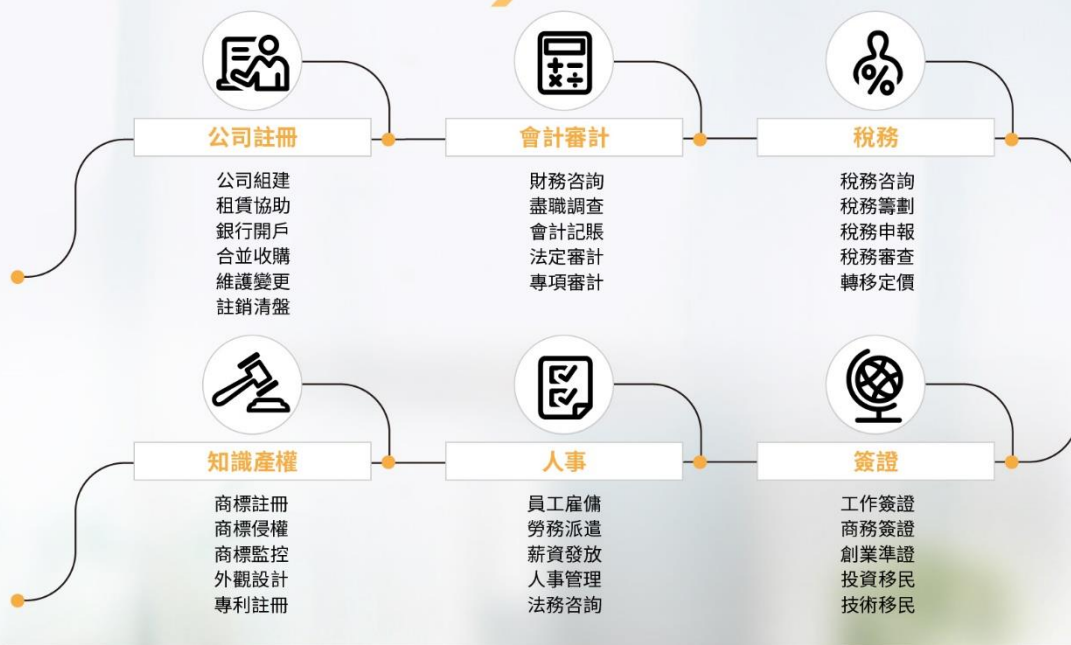 公司註冊
公司組建
租賃協助
銀行開戶
合並收購
維護變更
註銷清盤
會計審計
財務咨詢
盡職調查
會計記賬
法定審計
專項審計
稅務
稅務咨詢
稅務籌劃
稅務申報
稅務審查
轉移定價
知識產權
商標註冊
商標侵權
商標監控
外觀設計
專利註冊
人事
員工雇傭
勞務派遣
薪資發放
人事管理
法務咨詢
簽證
工作簽證
商務簽證
創業準證
投資移民
技術移民